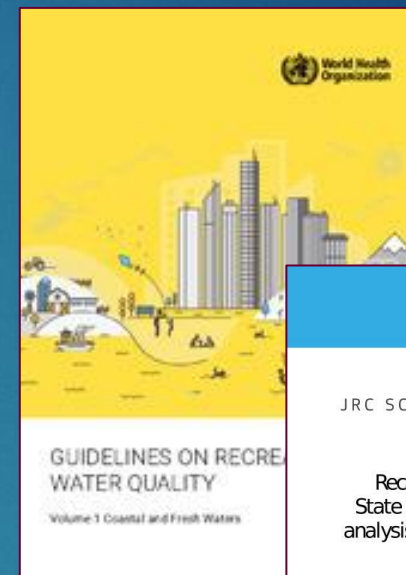 World Health
Organization
GUIDELINES ON RECREA
WATER QUALITY
Volume 1 Coastal and Fresh Waters
JRC SC
Rec
State
analysis